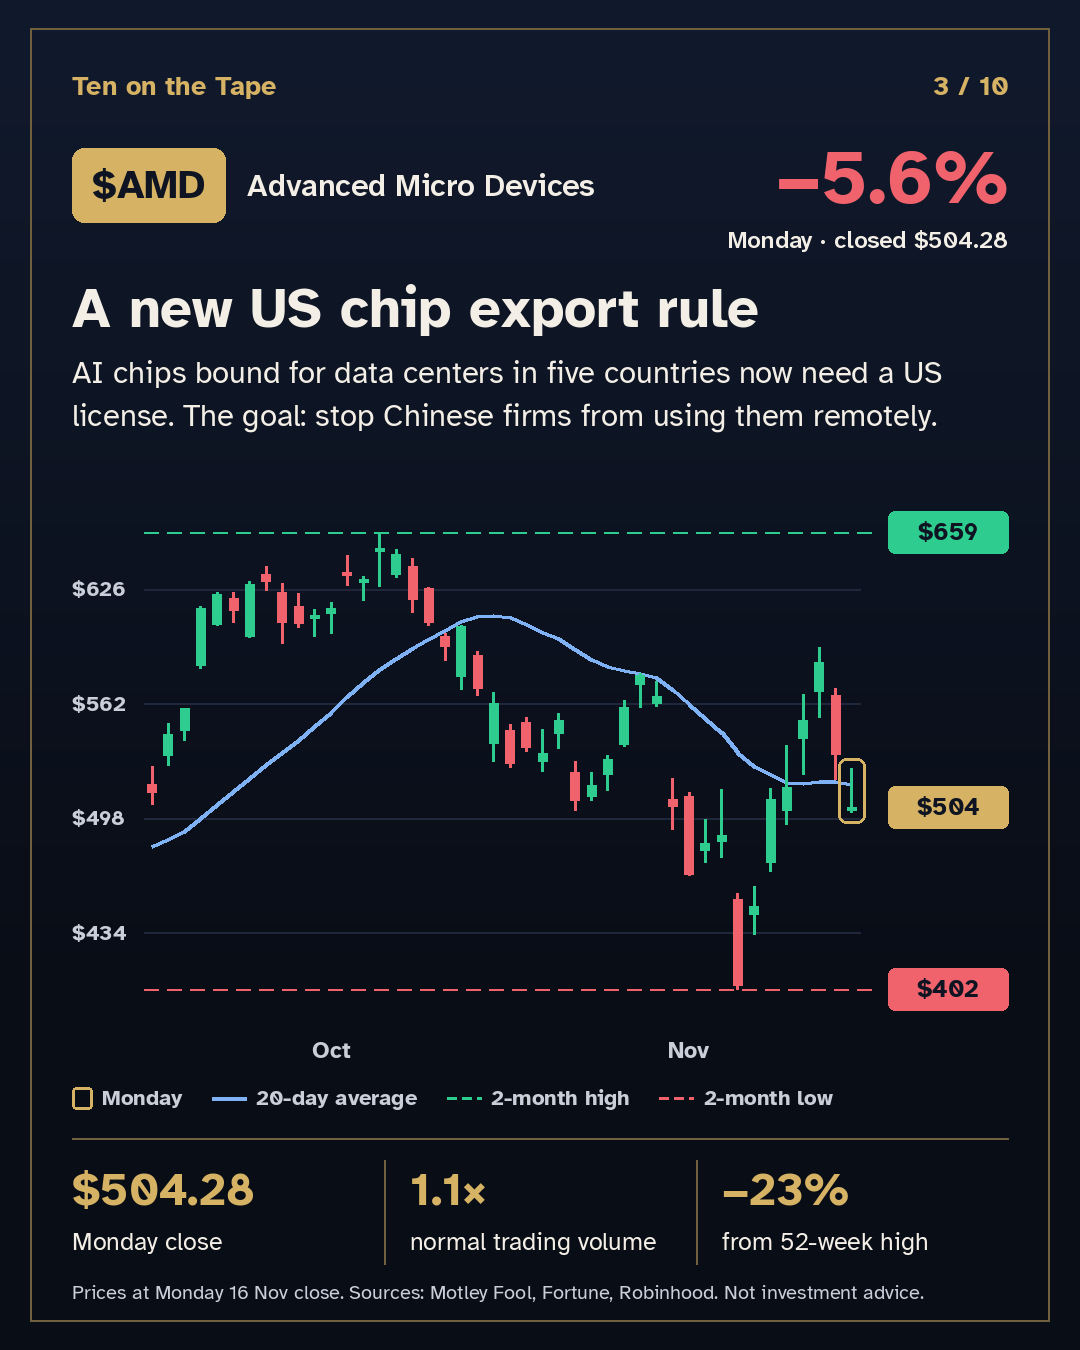 Ten on the Tape
3 / 10
$AMD
Advanced Micro Devices
–5.6%
Monday · closed $504.28
A new US chip export rule
AI chips bound for data centers in five countries now need a US
license. The goal: stop Chinese firms from using them remotely.
$659
$626
$562
$504
$498
$434
$402
Oct
Nov
Monday
20-day average
2-month high
2-month low
$504.28
Monday close
1.1×
normal trading volume
–23%
from 52-week high
Prices at Monday 16 Nov close. Sources: Motley Fool, Fortune, Robinhood. Not investment advice.